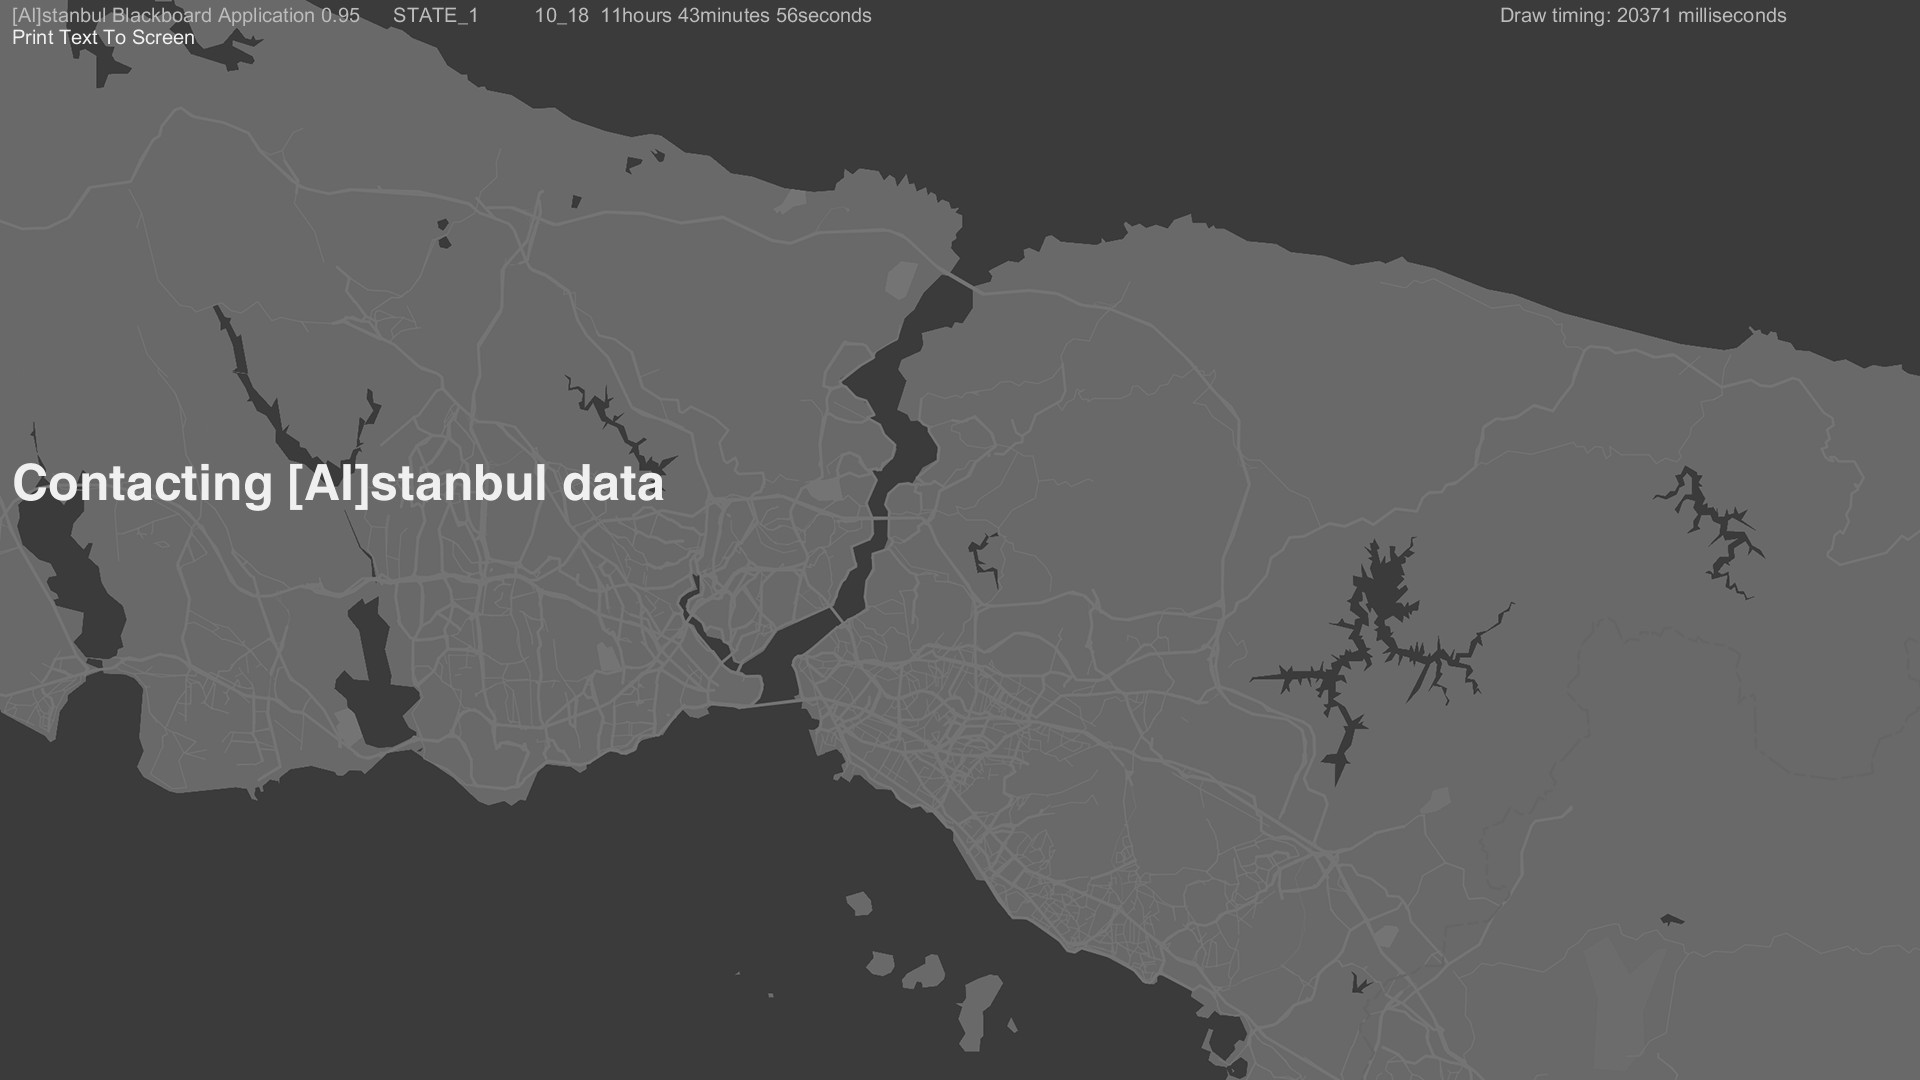 [AI]stanbul Blackboard Application 0.95 STATE_1 10_18 11hours 43minutes 56seconds Draw timing: 20371 milliseconds
Print Text To Screen
Contacting [AI]stanbul data